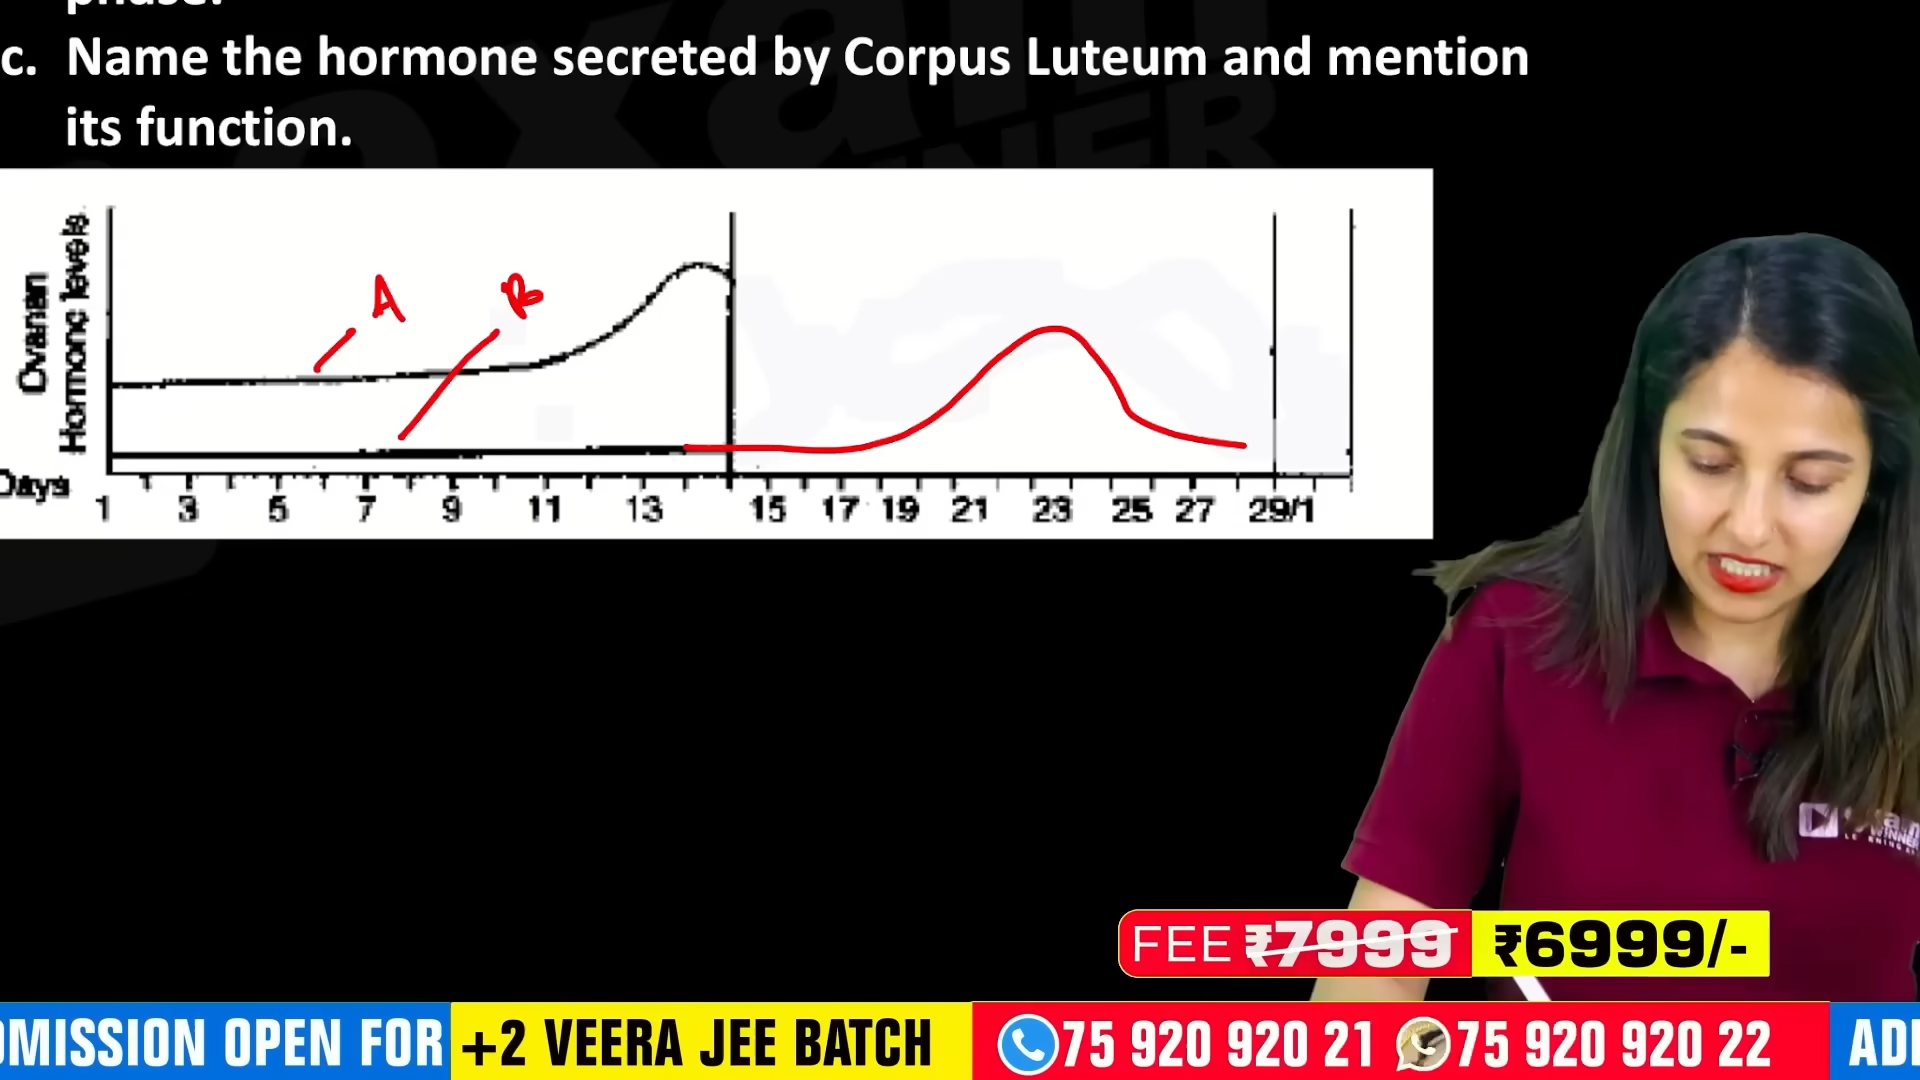 phase.
c. Name the hormone secreted by Corpus Luteum and mention
its function.
Ovarian
Hormone levels
A
B
Days
1 3 5 7 9 11 13 15 17 19 21 23 25 27 29/1
FEE ₹7999 ₹6999/-
DMISSION OPEN FOR +2 VEERA JEE BATCH 75 920 920 21 75 920 920 22 AD